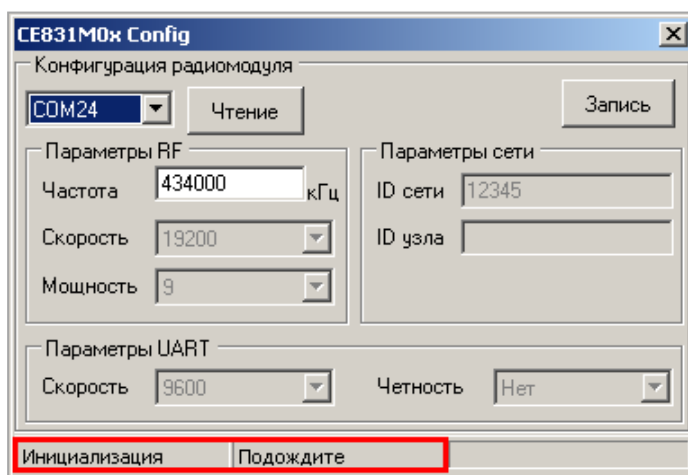 CE831M0x Config
Конфигурация радиомодуля
COM24 Чтение Запись
Параметры RF Параметры сети
Частота 434000 кГц ID сети 12345
Скорость 19200 ID узла
Мощность 9
Параметры UART
Скорость 9600 Четность Нет
Инициализация Подождите